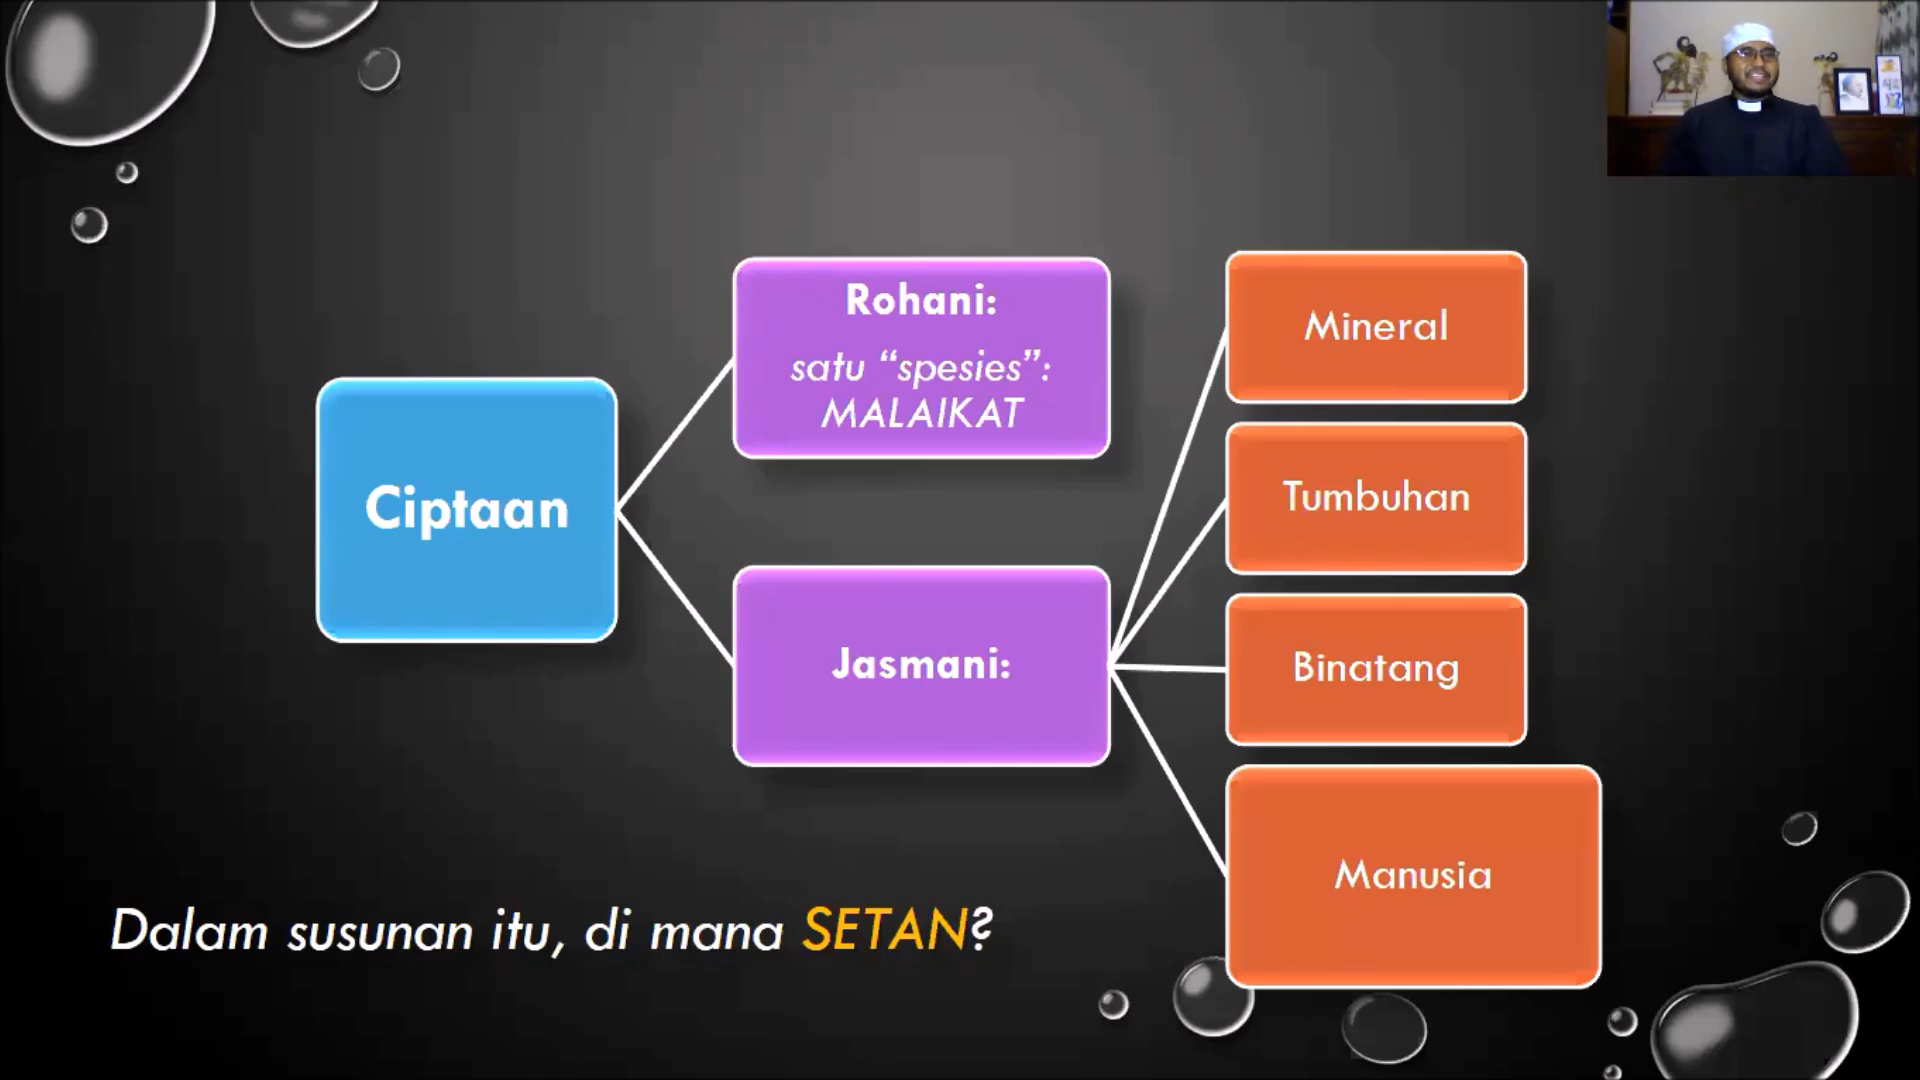 Ciptaan
Rohani:
satu “spesies”:
MALAIKAT
Jasmani:
Mineral
Tumbuhan
Binatang
Manusia
Dalam susunan itu, di mana SETAN?